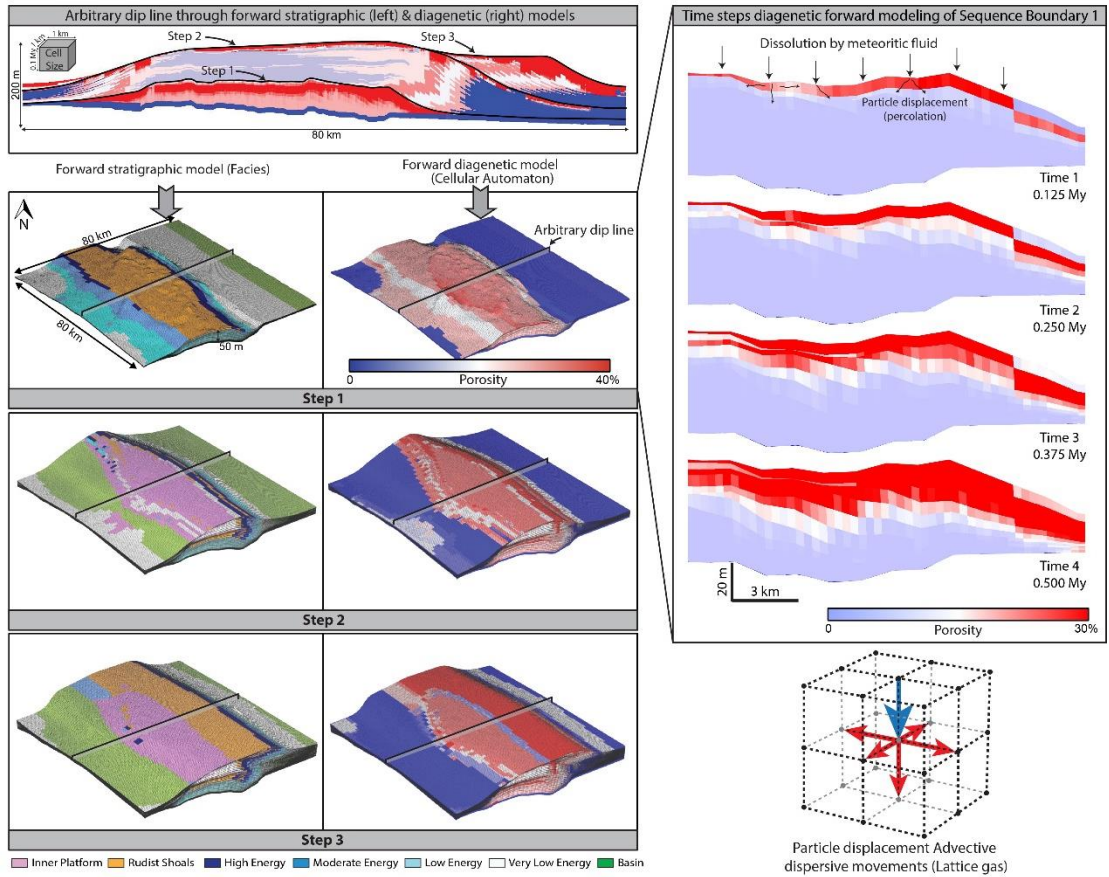 Arbitrary dip line through forward stratigraphic (left) & diagenetic (right) models
1 km
1 km
0.1 My
Cell
Size
Step 2
Step 3
Step 1
200 m
80 km
Forward stratigraphic model (Facies)
Forward diagenetic model
(Cellular Automaton)
N
80 km
80 km
50 m
Arbitrary dip line
0
Porosity
40%
Step 1
Step 2
Step 3
Inner Platform
Rudist Shoals
High Energy
Moderate Energy
Low Energy
Very Low Energy
Basin
Time steps diagenetic forward modeling of Sequence Boundary 1
Dissolution by meteoritic fluid
Particle displacement
(percolation)
Time 1
0.125 My
Time 2
0.250 My
Time 3
0.375 My
Time 4
0.500 My
20 m
3 km
0
Porosity
30%
Particle displacement Advective
dispersive movements (Lattice gas)